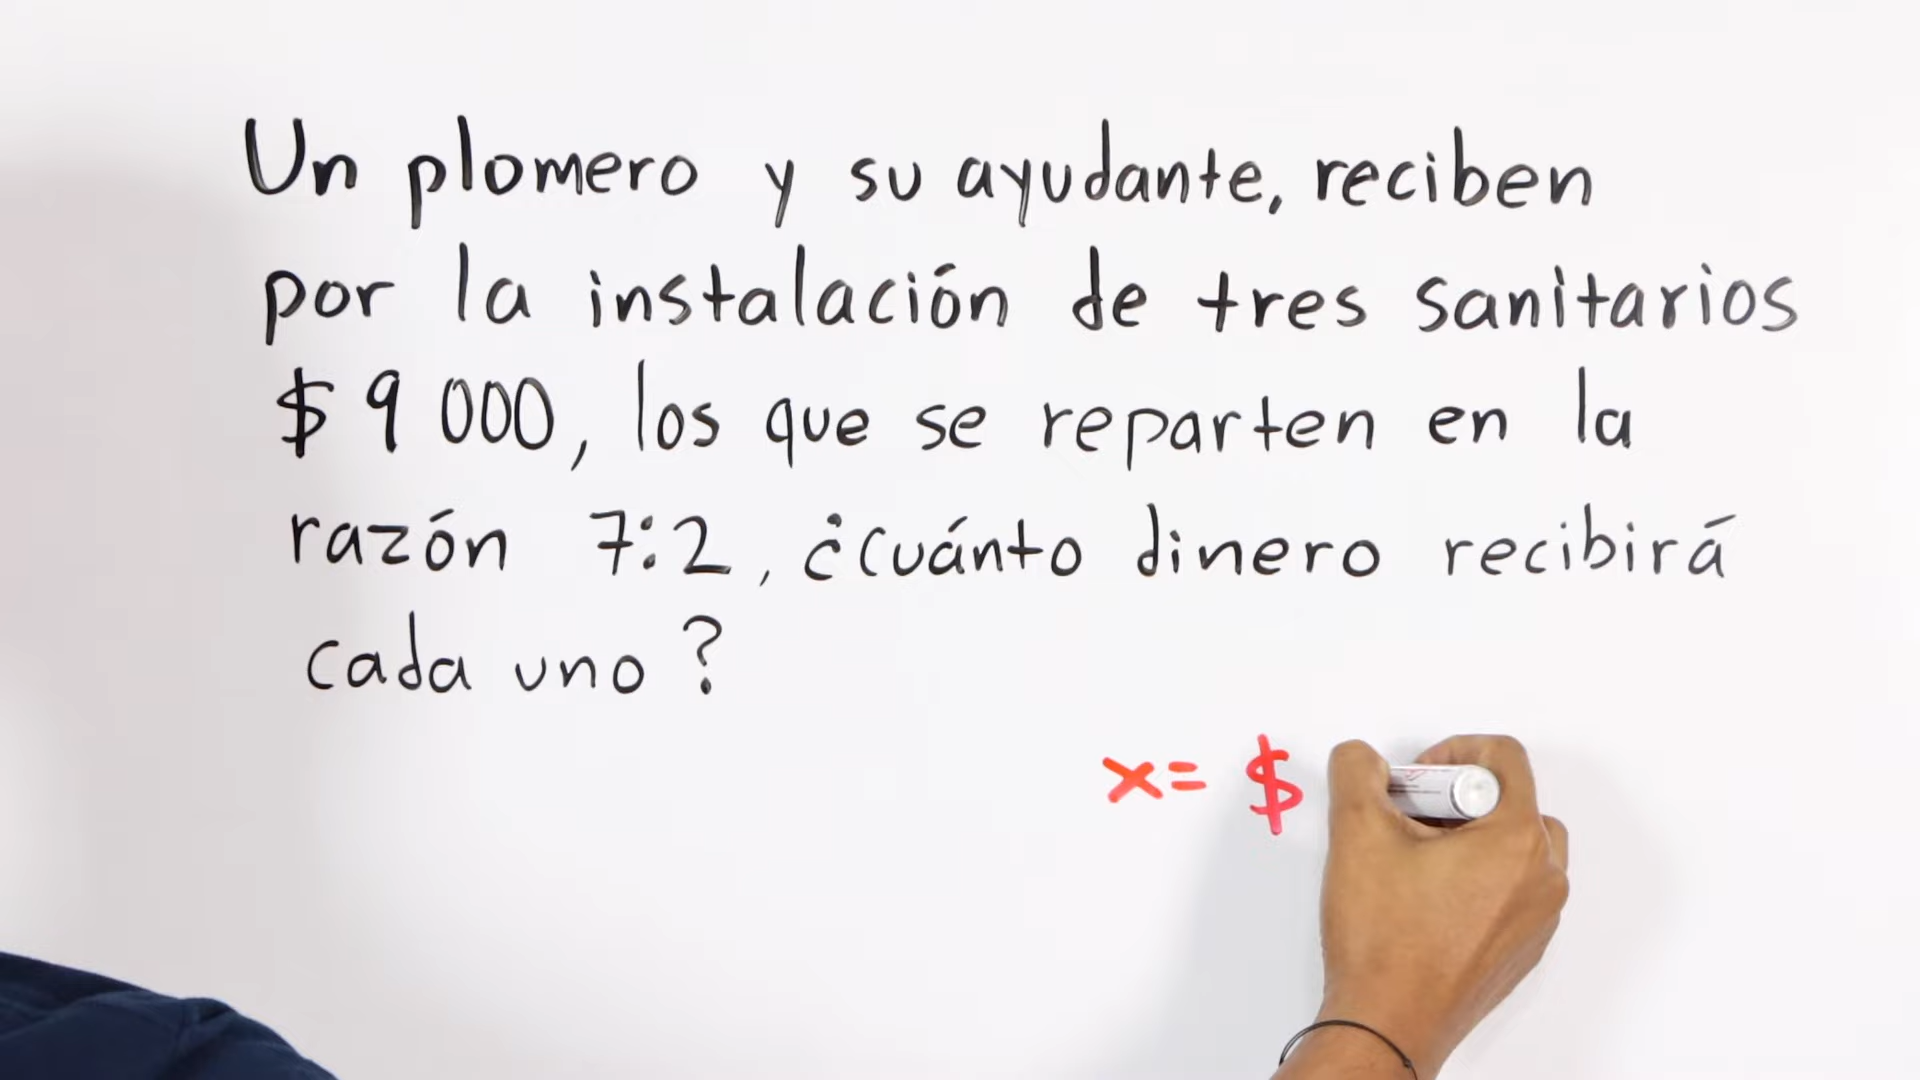 Un plomero y su ayudante, reciben
por la instalación de tres sanitarios
$ 9 000, los que se reparten en la
razón 7:2, ¿cuánto dinero recibirá
cada uno?
x= $